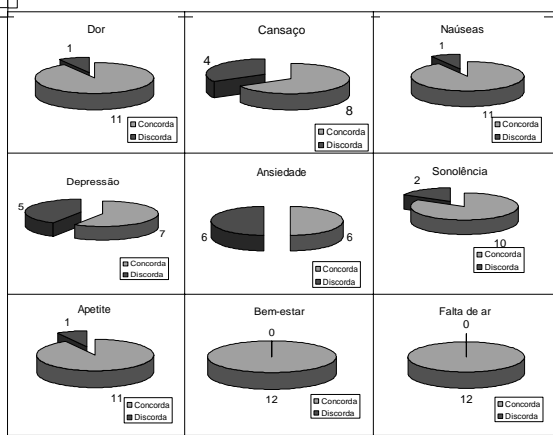 Dor
1
11
Concorda
Discorda
Cansaço
4
8
Concorda
Discorda
Naúseas
1
11
Concorda
Discorda
Depressão
5
7
Concorda
Discorda
Ansiedade
6
6
Concorda
Discorda
Sonolência
2
10
Concorda
Discorda
Apetite
1
11
Concorda
Discorda
Bem-estar
0
12
Concorda
Discorda
Falta de ar
0
12
Concorda
Discorda